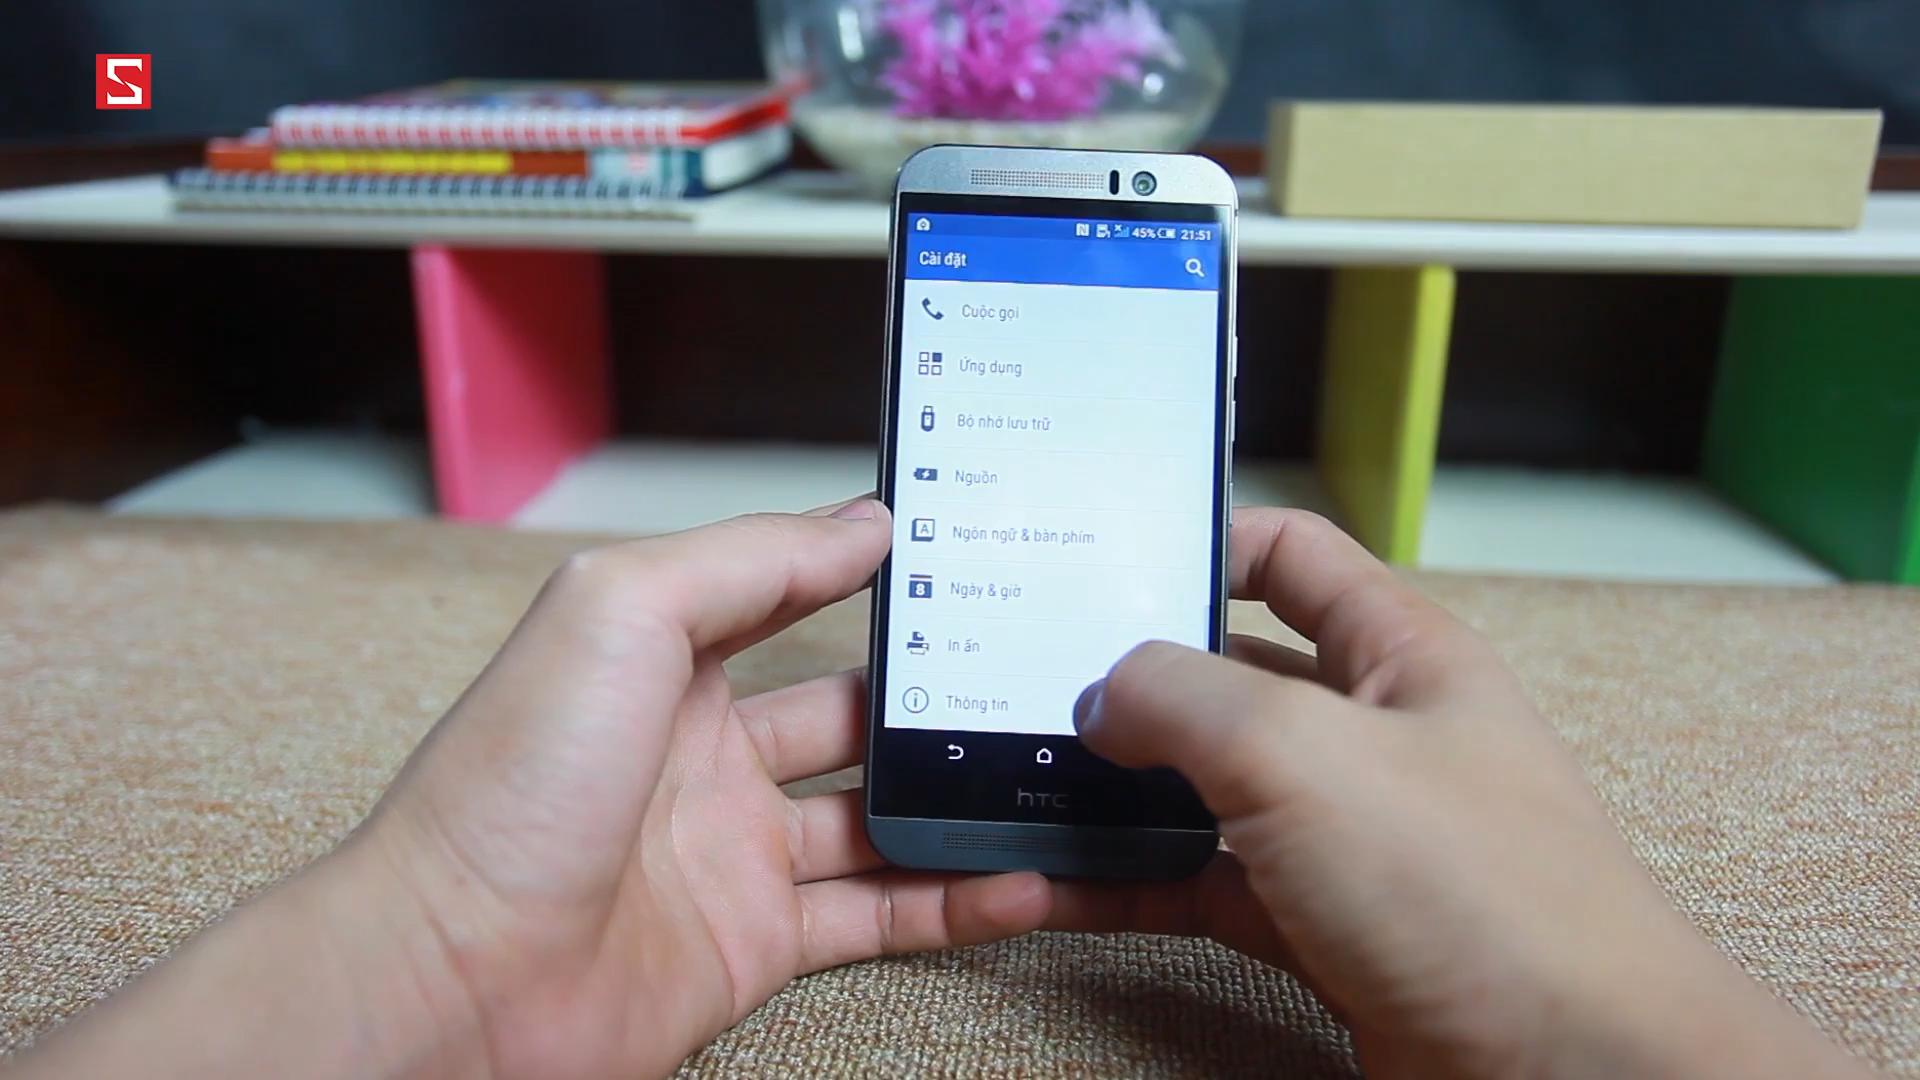 S
45% 21:51
Cài đặt
Cuộc gọi
Ứng dụng
Bộ nhớ lưu trữ
Nguồn
A Ngôn ngữ & bàn phím
8 Ngày & giờ
In ấn
Thông tin
hTC